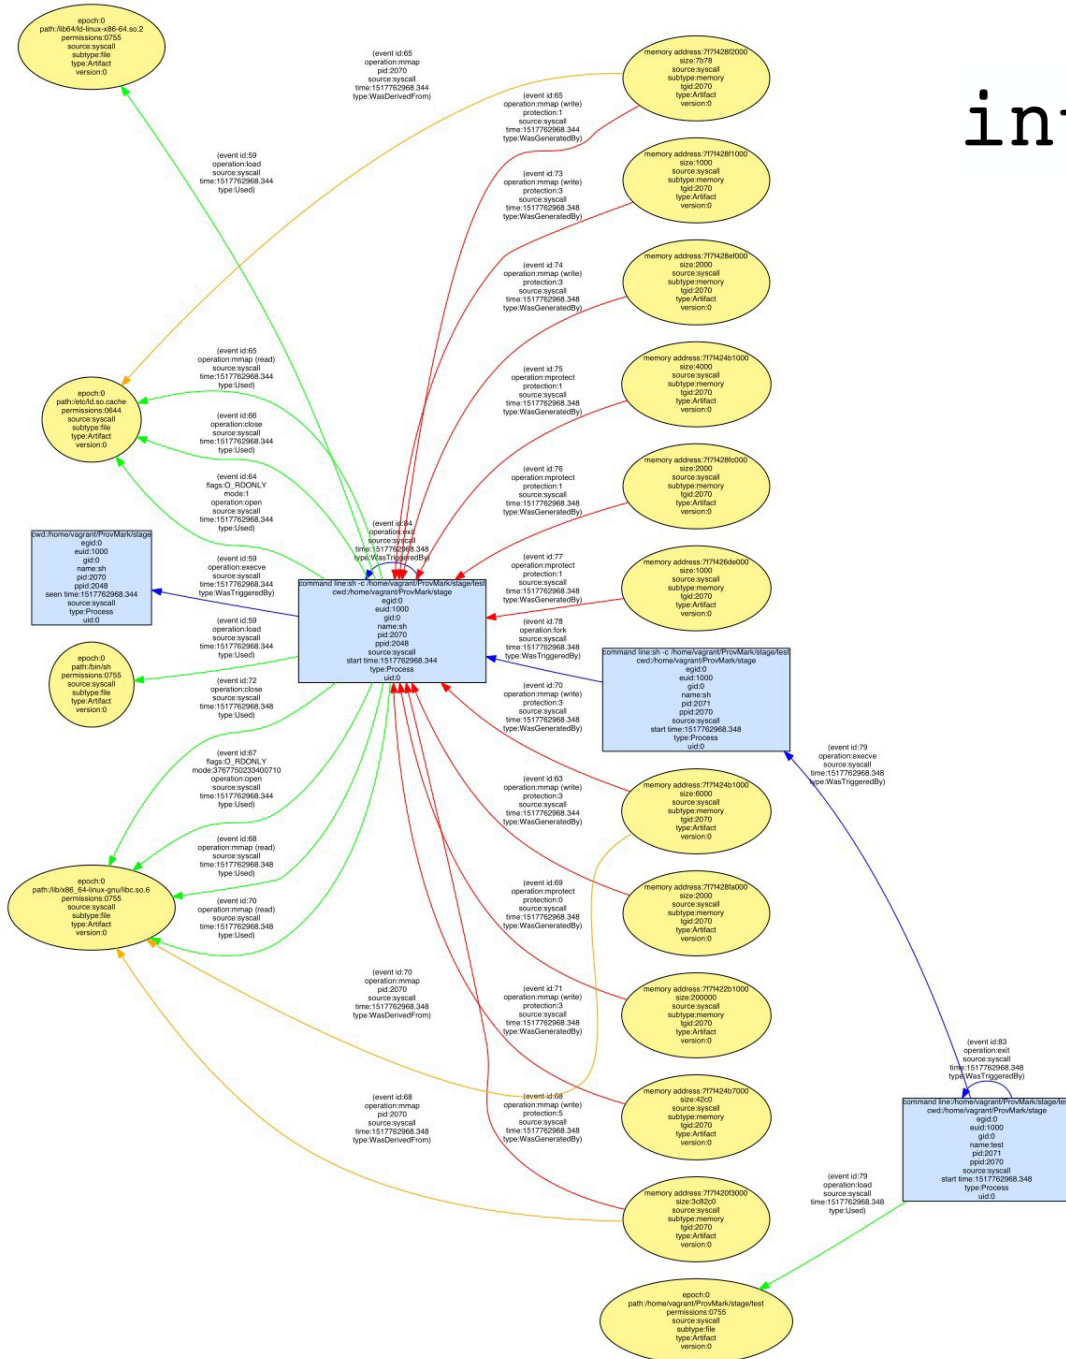 epoch:0
path:/lib64/ld-linux-x86-64.so.2
permissions:0755
source:syscall
subtype:file
type:Artifact
version:0
(event id:65
operation:mmap
pid:2070
source:syscall
time:1517762968.344
type:WasDerivedFrom)
memory address:7f7f428f2000
size:7b78
source:syscall
subtype:memory
tgid:2070
type:Artifact
version:0
(event id:65
operation:mmap (write)
protection:1
source:syscall
time:1517762968.344
type:WasGeneratedBy)
int
(event id:59
operation:load
source:syscall
time:1517762968.344
type:Used)
(event id:73
operation:mmap (write)
protection:3
source:syscall
time:1517762968.348
type:WasGeneratedBy)
memory address:7f7f428f1000
size:1000
source:syscall
subtype:memory
tgid:2070
type:Artifact
version:0
(event id:74
operation:mmap (write)
protection:3
source:syscall
time:1517762968.348
type:WasGeneratedBy)
memory address:7f7f428ef000
size:2000
source:syscall
subtype:memory
tgid:2070
type:Artifact
version:0
(event id:65
operation:mmap (read)
source:syscall
time:1517762968.344
type:Used)
(event id:75
operation:mprotect
protection:1
source:syscall
time:1517762968.348
type:WasGeneratedBy)
memory address:7f7f424b1000
size:4000
source:syscall
subtype:memory
tgid:2070
type:Artifact
version:0
epoch:0
path:/etc/ld.so.cache
permissions:0644
source:syscall
subtype:file
type:Artifact
version:0
(event id:66
operation:close
source:syscall
time:1517762968.344
type:Used)
(event id:76
operation:mprotect
protection:1
source:syscall
time:1517762968.348
type:WasGeneratedBy)
memory address:7f7f428fc000
size:2000
source:syscall
subtype:memory
tgid:2070
type:Artifact
version:0
(event id:64
flags:O_RDONLY
mode:1
operation:open
source:syscall
time:1517762968.344
type:Used)
(event id:84
operation:exit
source:syscall
time:1517762968.348
type:WasTriggeredBy)
(event id:77
operation:mprotect
protection:1
source:syscall
time:1517762968.348
type:WasGeneratedBy)
memory address:7f7f426de000
size:1000
source:syscall
subtype:memory
tgid:2070
type:Artifact
version:0
cwd:/home/vagrant/ProvMark/stage
egid:0
euid:1000
gid:0
name:sh
pid:2070
ppid:2048
seen time:1517762968.344
source:syscall
type:Process
uid:0
(event id:59
operation:execve
source:syscall
time:1517762968.344
type:WasTriggeredBy)
command line:sh -c /home/vagrant/ProvMark/stage/test
cwd:/home/vagrant/ProvMark/stage
egid:0
euid:1000
gid:0
name:sh
pid:2070
ppid:2048
source:syscall
start time:1517762968.344
type:Process
uid:0
(event id:78
operation:fork
source:syscall
time:1517762968.348
type:WasTriggeredBy)
command line:sh -c /home/vagrant/ProvMark/stage/test
cwd:/home/vagrant/ProvMark/stage
egid:0
euid:1000
gid:0
name:sh
pid:2071
ppid:2070
source:syscall
start time:1517762968.348
type:Process
uid:0
epoch:0
path:/bin/sh
permissions:0755
source:syscall
subtype:file
type:Artifact
version:0
(event id:59
operation:load
source:syscall
time:1517762968.344
type:Used)
(event id:72
operation:close
source:syscall
time:1517762968.348
type:Used)
(event id:70
operation:mmap (write)
protection:3
source:syscall
time:1517762968.348
type:WasGeneratedBy)
(event id:79
operation:execve
source:syscall
time:1517762968.348
type:WasTriggeredBy)
(event id:67
flags:O_RDONLY
mode:3767750233400710
operation:open
source:syscall
time:1517762968.344
type:Used)
(event id:63
operation:mmap (write)
protection:3
source:syscall
time:1517762968.344
type:WasGeneratedBy)
memory address:7f7f424b1000
size:6000
source:syscall
subtype:memory
tgid:2070
type:Artifact
version:0
(event id:68
operation:mmap (read)
source:syscall
time:1517762968.348
type:Used)
epoch:0
path:/lib/x86_64-linux-gnu/libc.so.6
permissions:0755
source:syscall
subtype:file
type:Artifact
version:0
(event id:70
operation:mmap (read)
source:syscall
time:1517762968.348
type:Used)
(event id:69
operation:mprotect
protection:0
source:syscall
time:1517762968.348
type:WasGeneratedBy)
memory address:7f7f428fa000
size:2000
source:syscall
subtype:memory
tgid:2070
type:Artifact
version:0
(event id:70
operation:mmap
pid:2070
source:syscall
time:1517762968.348
type:WasDerivedFrom)
(event id:71
operation:mmap (write)
protection:3
source:syscall
time:1517762968.348
type:WasGeneratedBy)
memory address:7f7f422b1000
size:200000
source:syscall
subtype:memory
tgid:2070
type:Artifact
version:0
(event id:83
operation:exit
source:syscall
time:1517762968.348
type:WasTriggeredBy)
(event id:68
operation:mmap
pid:2070
source:syscall
time:1517762968.348
type:WasDerivedFrom)
(event id:68
operation:mmap (write)
protection:5
source:syscall
time:1517762968.348
type:WasGeneratedBy)
memory address:7f7f424b7000
size:42c0
source:syscall
subtype:memory
tgid:2070
type:Artifact
version:0
command line:/home/vagrant/ProvMark/stage/tes
cwd:/home/vagrant/ProvMark/stage
egid:0
euid:1000
gid:0
name:test
pid:2071
ppid:2070
source:syscall
start time:1517762968.348
type:Process
uid:0
memory address:7f7f420f3000
size:3c82c0
source:syscall
subtype:memory
tgid:2070
type:Artifact
version:0
(event id:79
operation:load
source:syscall
time:1517762968.348
type:Used)
epoch:0
path:/home/vagrant/ProvMark/stage/test
permissions:0755
source:syscall
subtype:file
type:Artifact
version:0